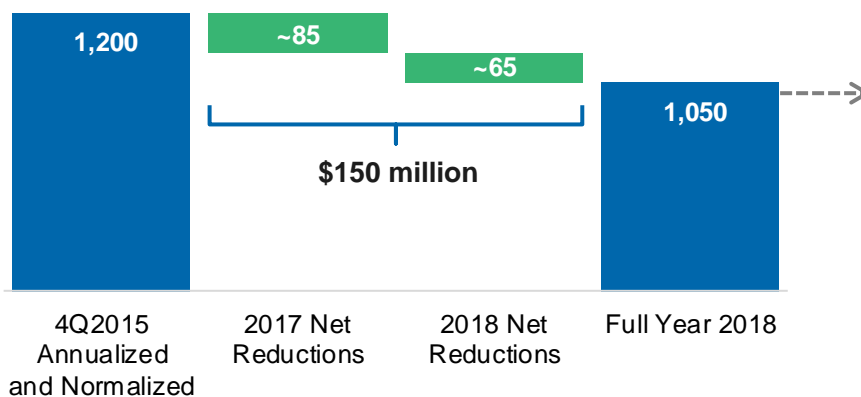 1,200
~85
~65
1,050
$150 million
4Q2015
Annualized
and Normalized
2017 Net
Reductions
2018 Net
Reductions
Full Year 2018